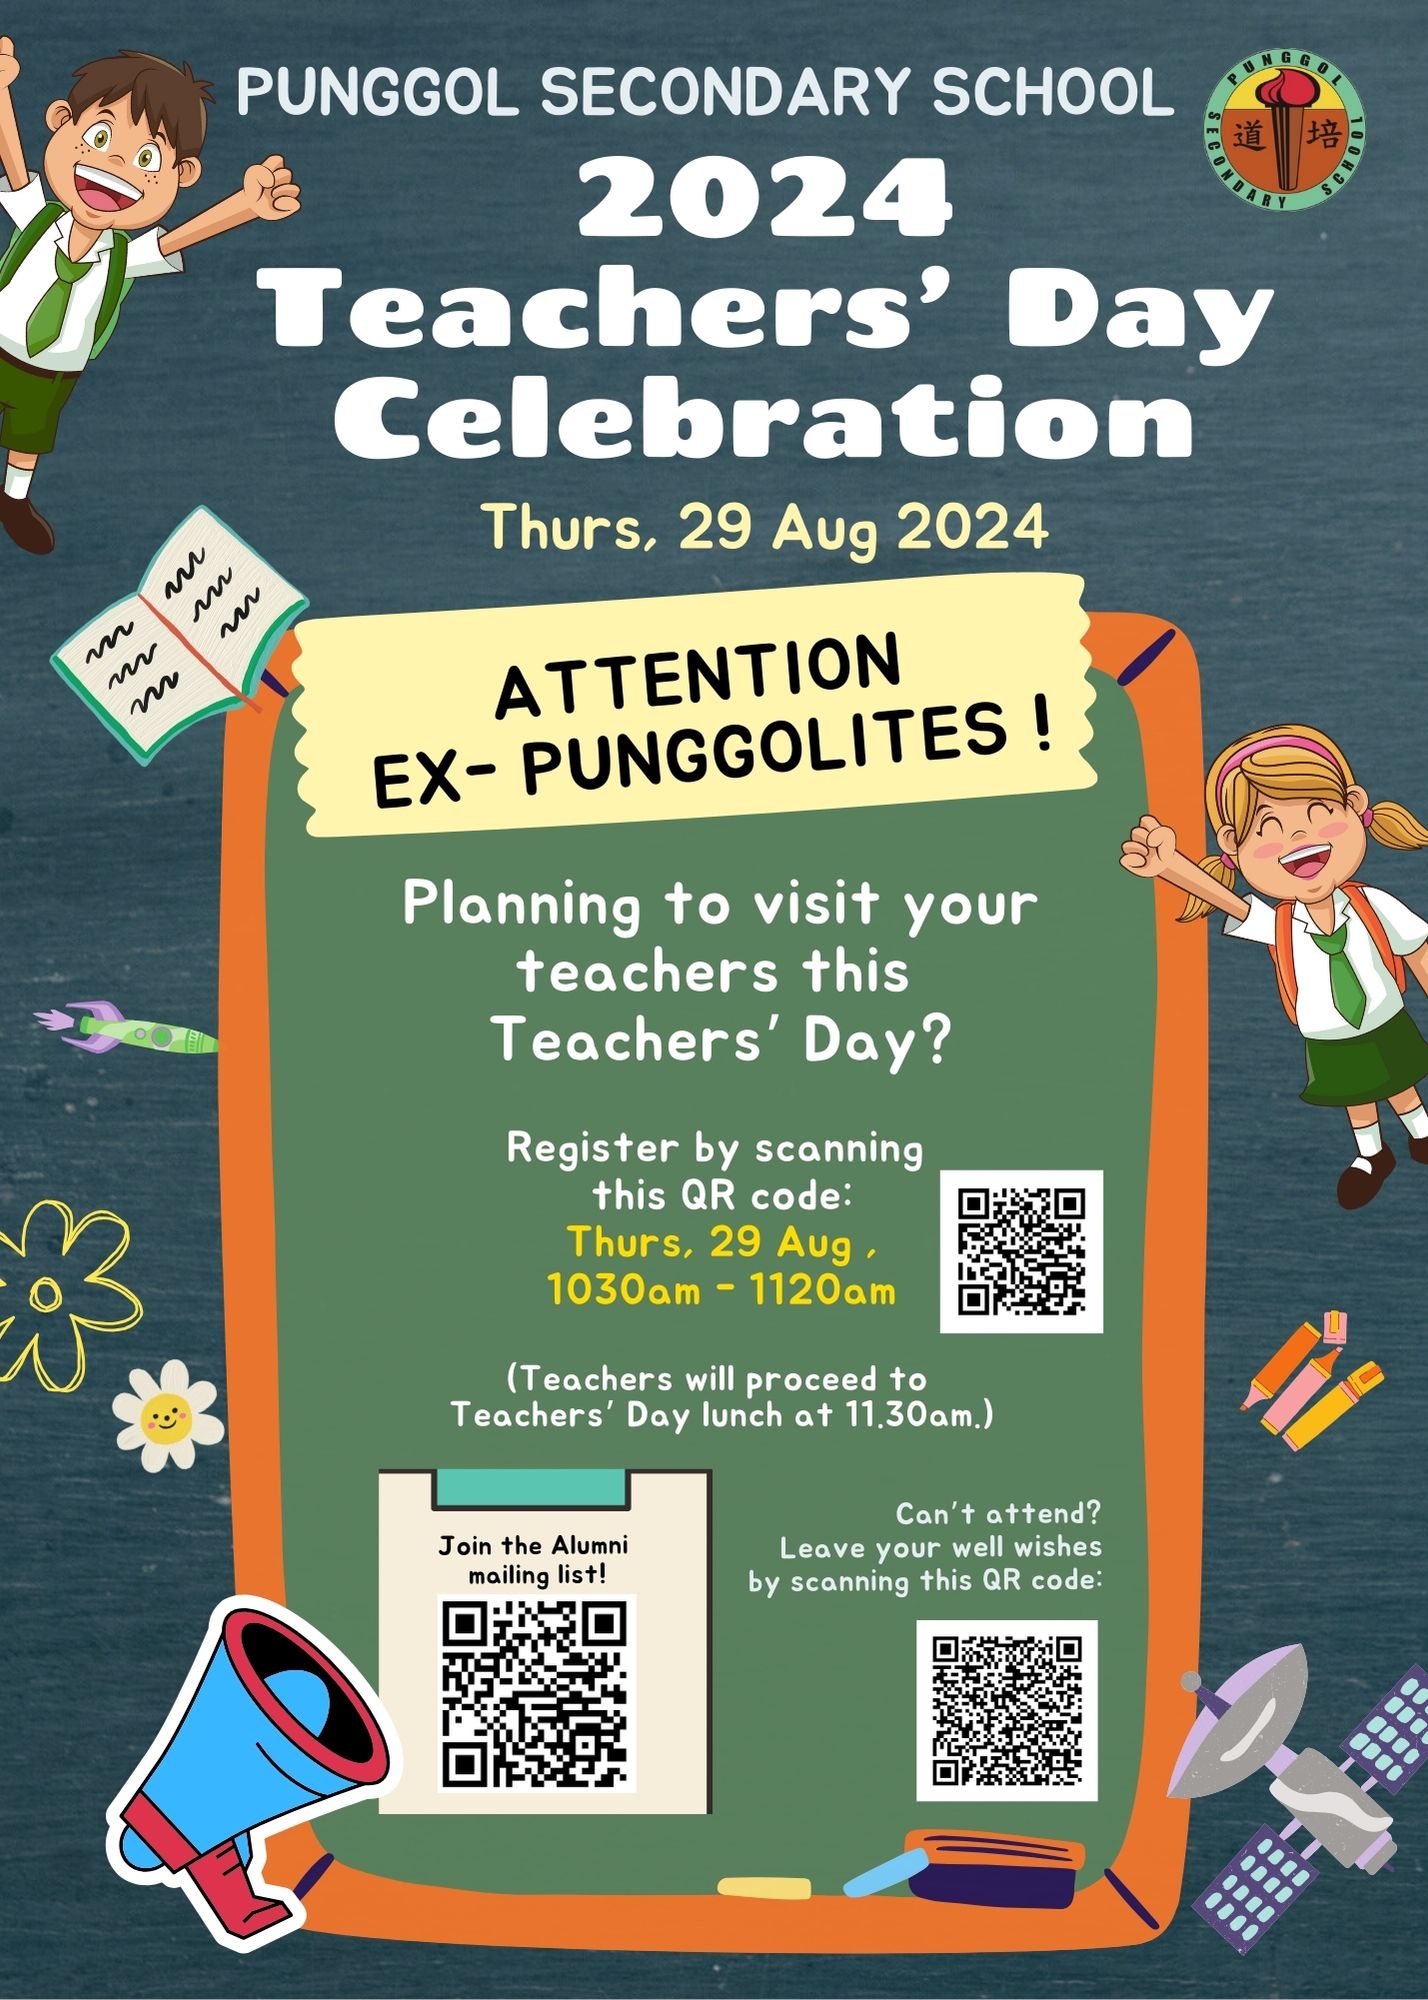 PUNGGOL SECONDARY SCHOOL
PUNGGOL
SECONDARY SCHOOL
道 培
2024
Teachers' Day
Celebration
Thurs, 29 Aug 2024
ATTENTION
EX- PUNGGOLITES !
Planning to visit your
teachers this
Teachers' Day?
Register by scanning
this QR code:
Thurs, 29 Aug ,
1030am - 1120am
(Teachers will proceed to
Teachers' Day lunch at 11.30am.)
Join the Alumni
mailing list!
Can't attend?
Leave your well wishes
by scanning this QR code: